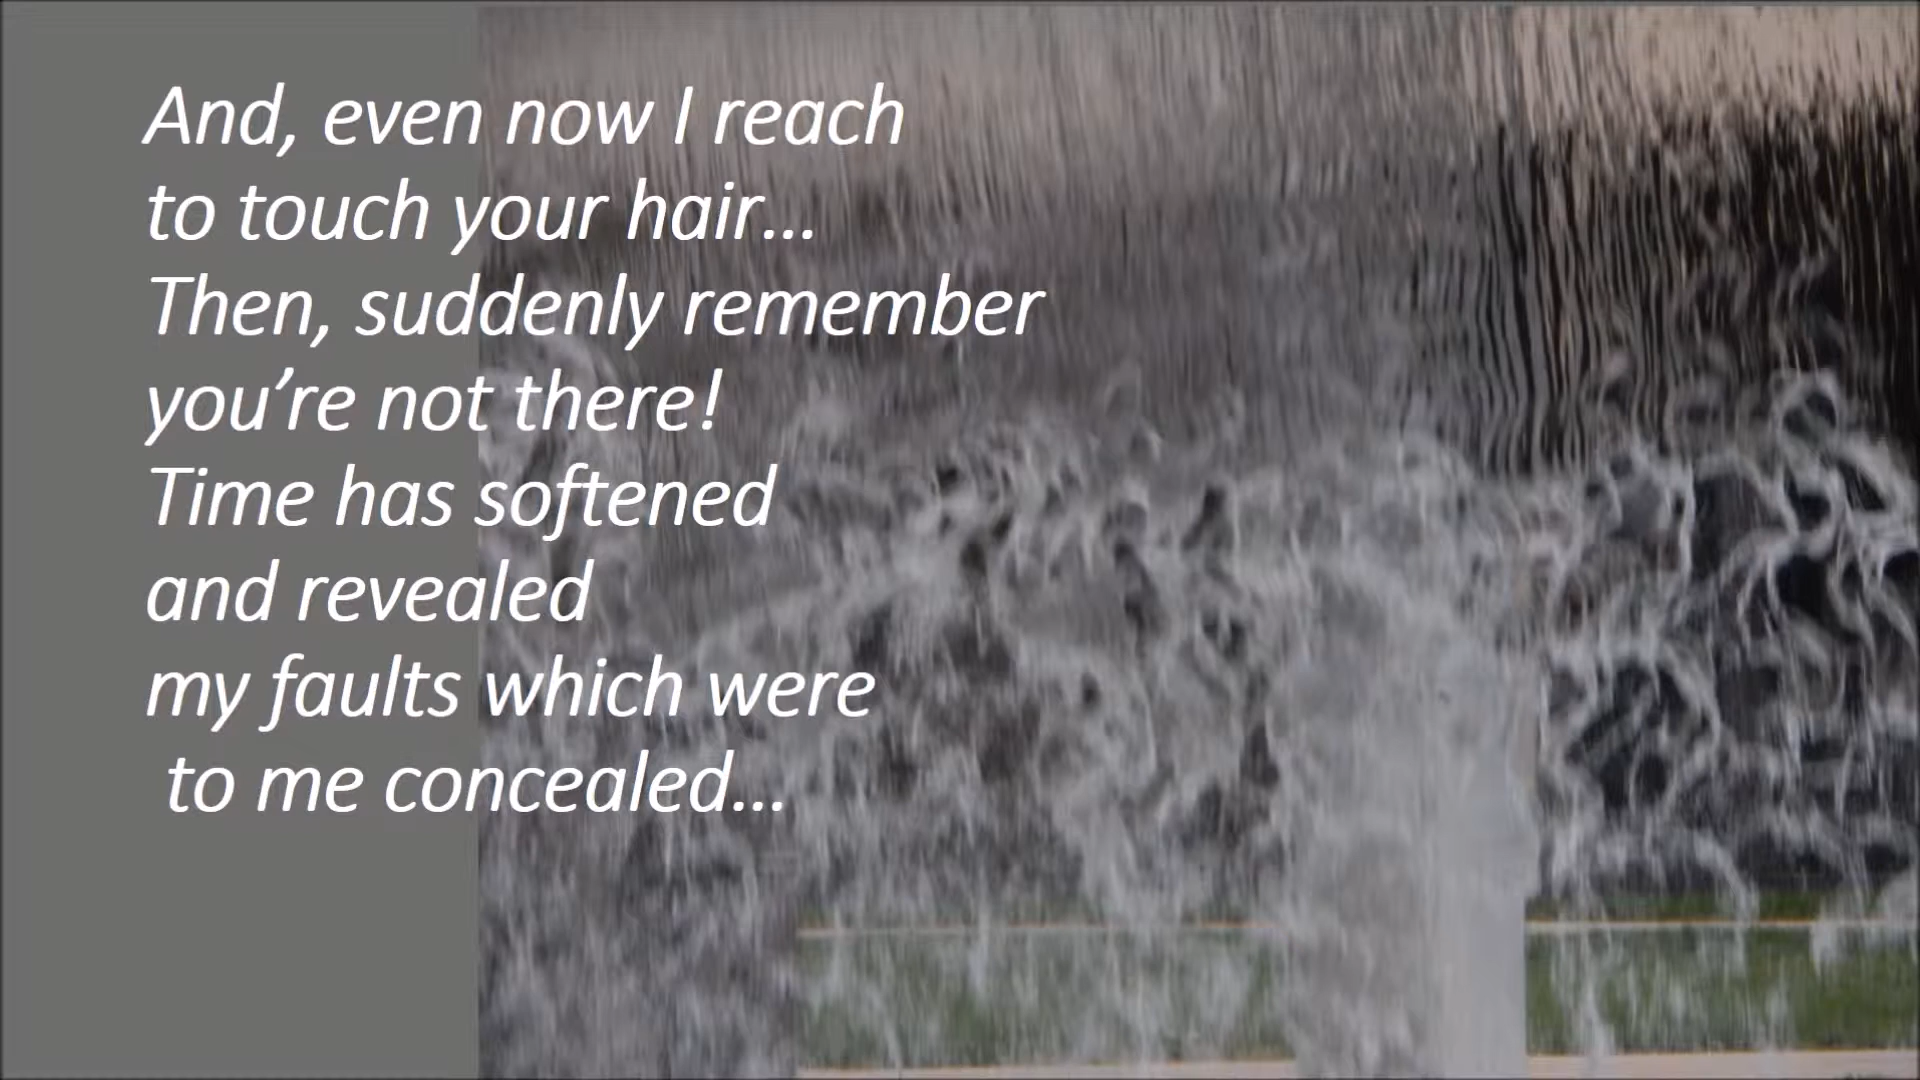 And, even now I reach
to touch your hair...
Then, suddenly remember
you’re not there!
Time has softened
and revealed
my faults which were
to me concealed...